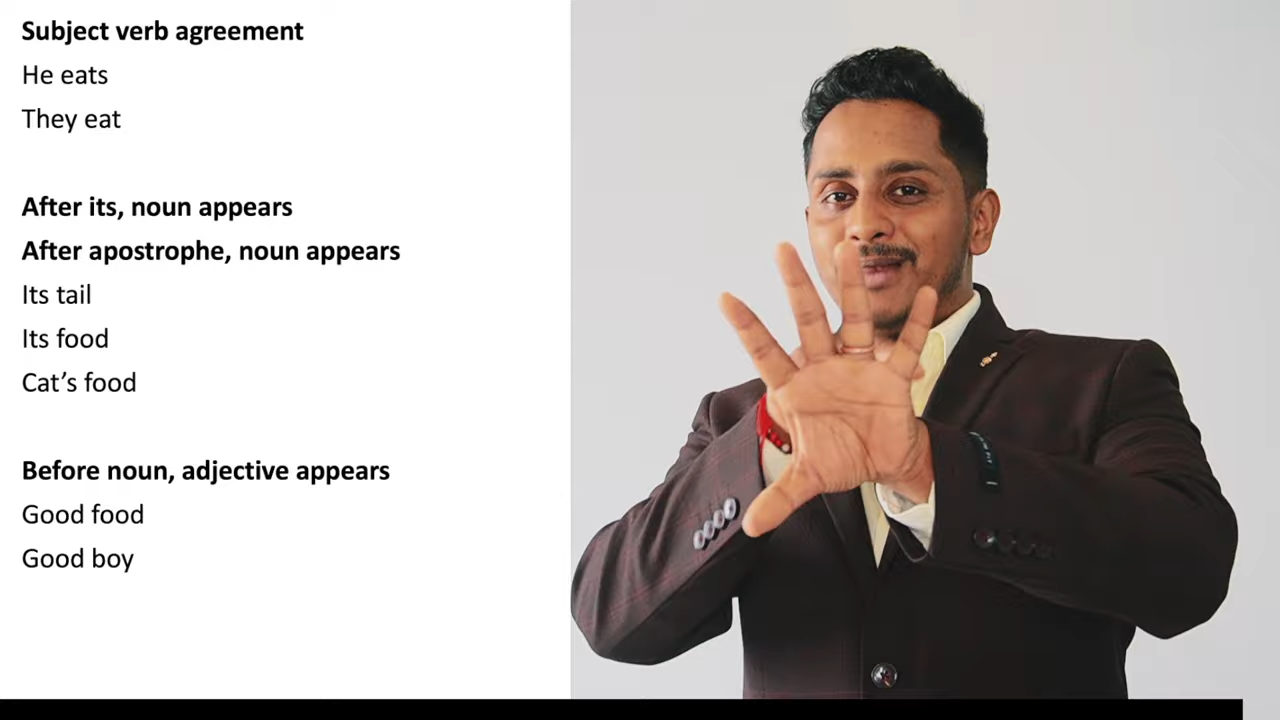 Subject verb agreement
He eats
They eat
After its, noun appears
After apostrophe, noun appears
Its tail
Its food
Cat’s food
Before noun, adjective appears
Good food
Good boy